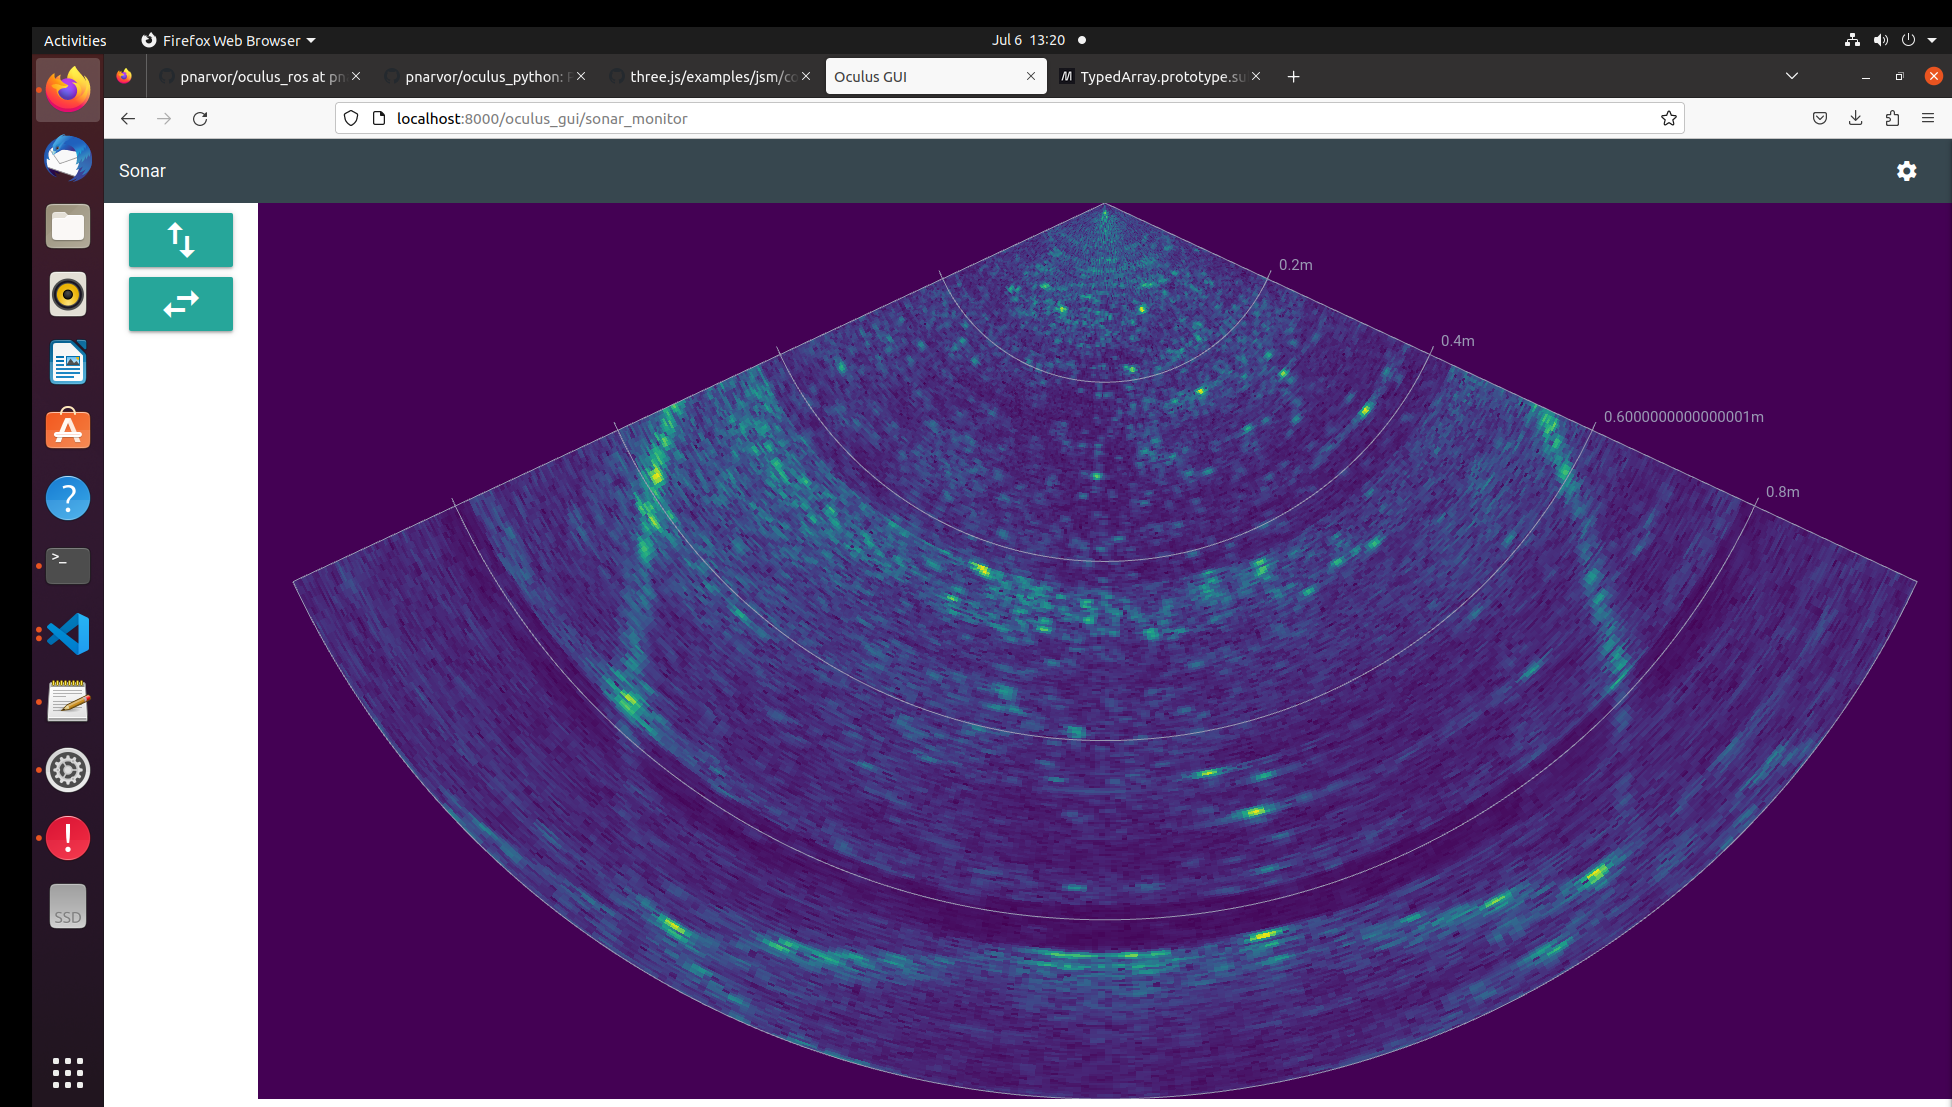 Activities
Firefox Web Browser
Jul 6 13:20
pnarvor/oculus_ros at pn
pnarvor/oculus_python:
three.js/examples/jsm/co
Oculus GUI
TypedArray.prototype.su
localhost:8000/oculus_gui/sonar_monitor
Sonar
0.2m
0.4m
0.6000000000000001m
0.8m
>_
?
!
SSD